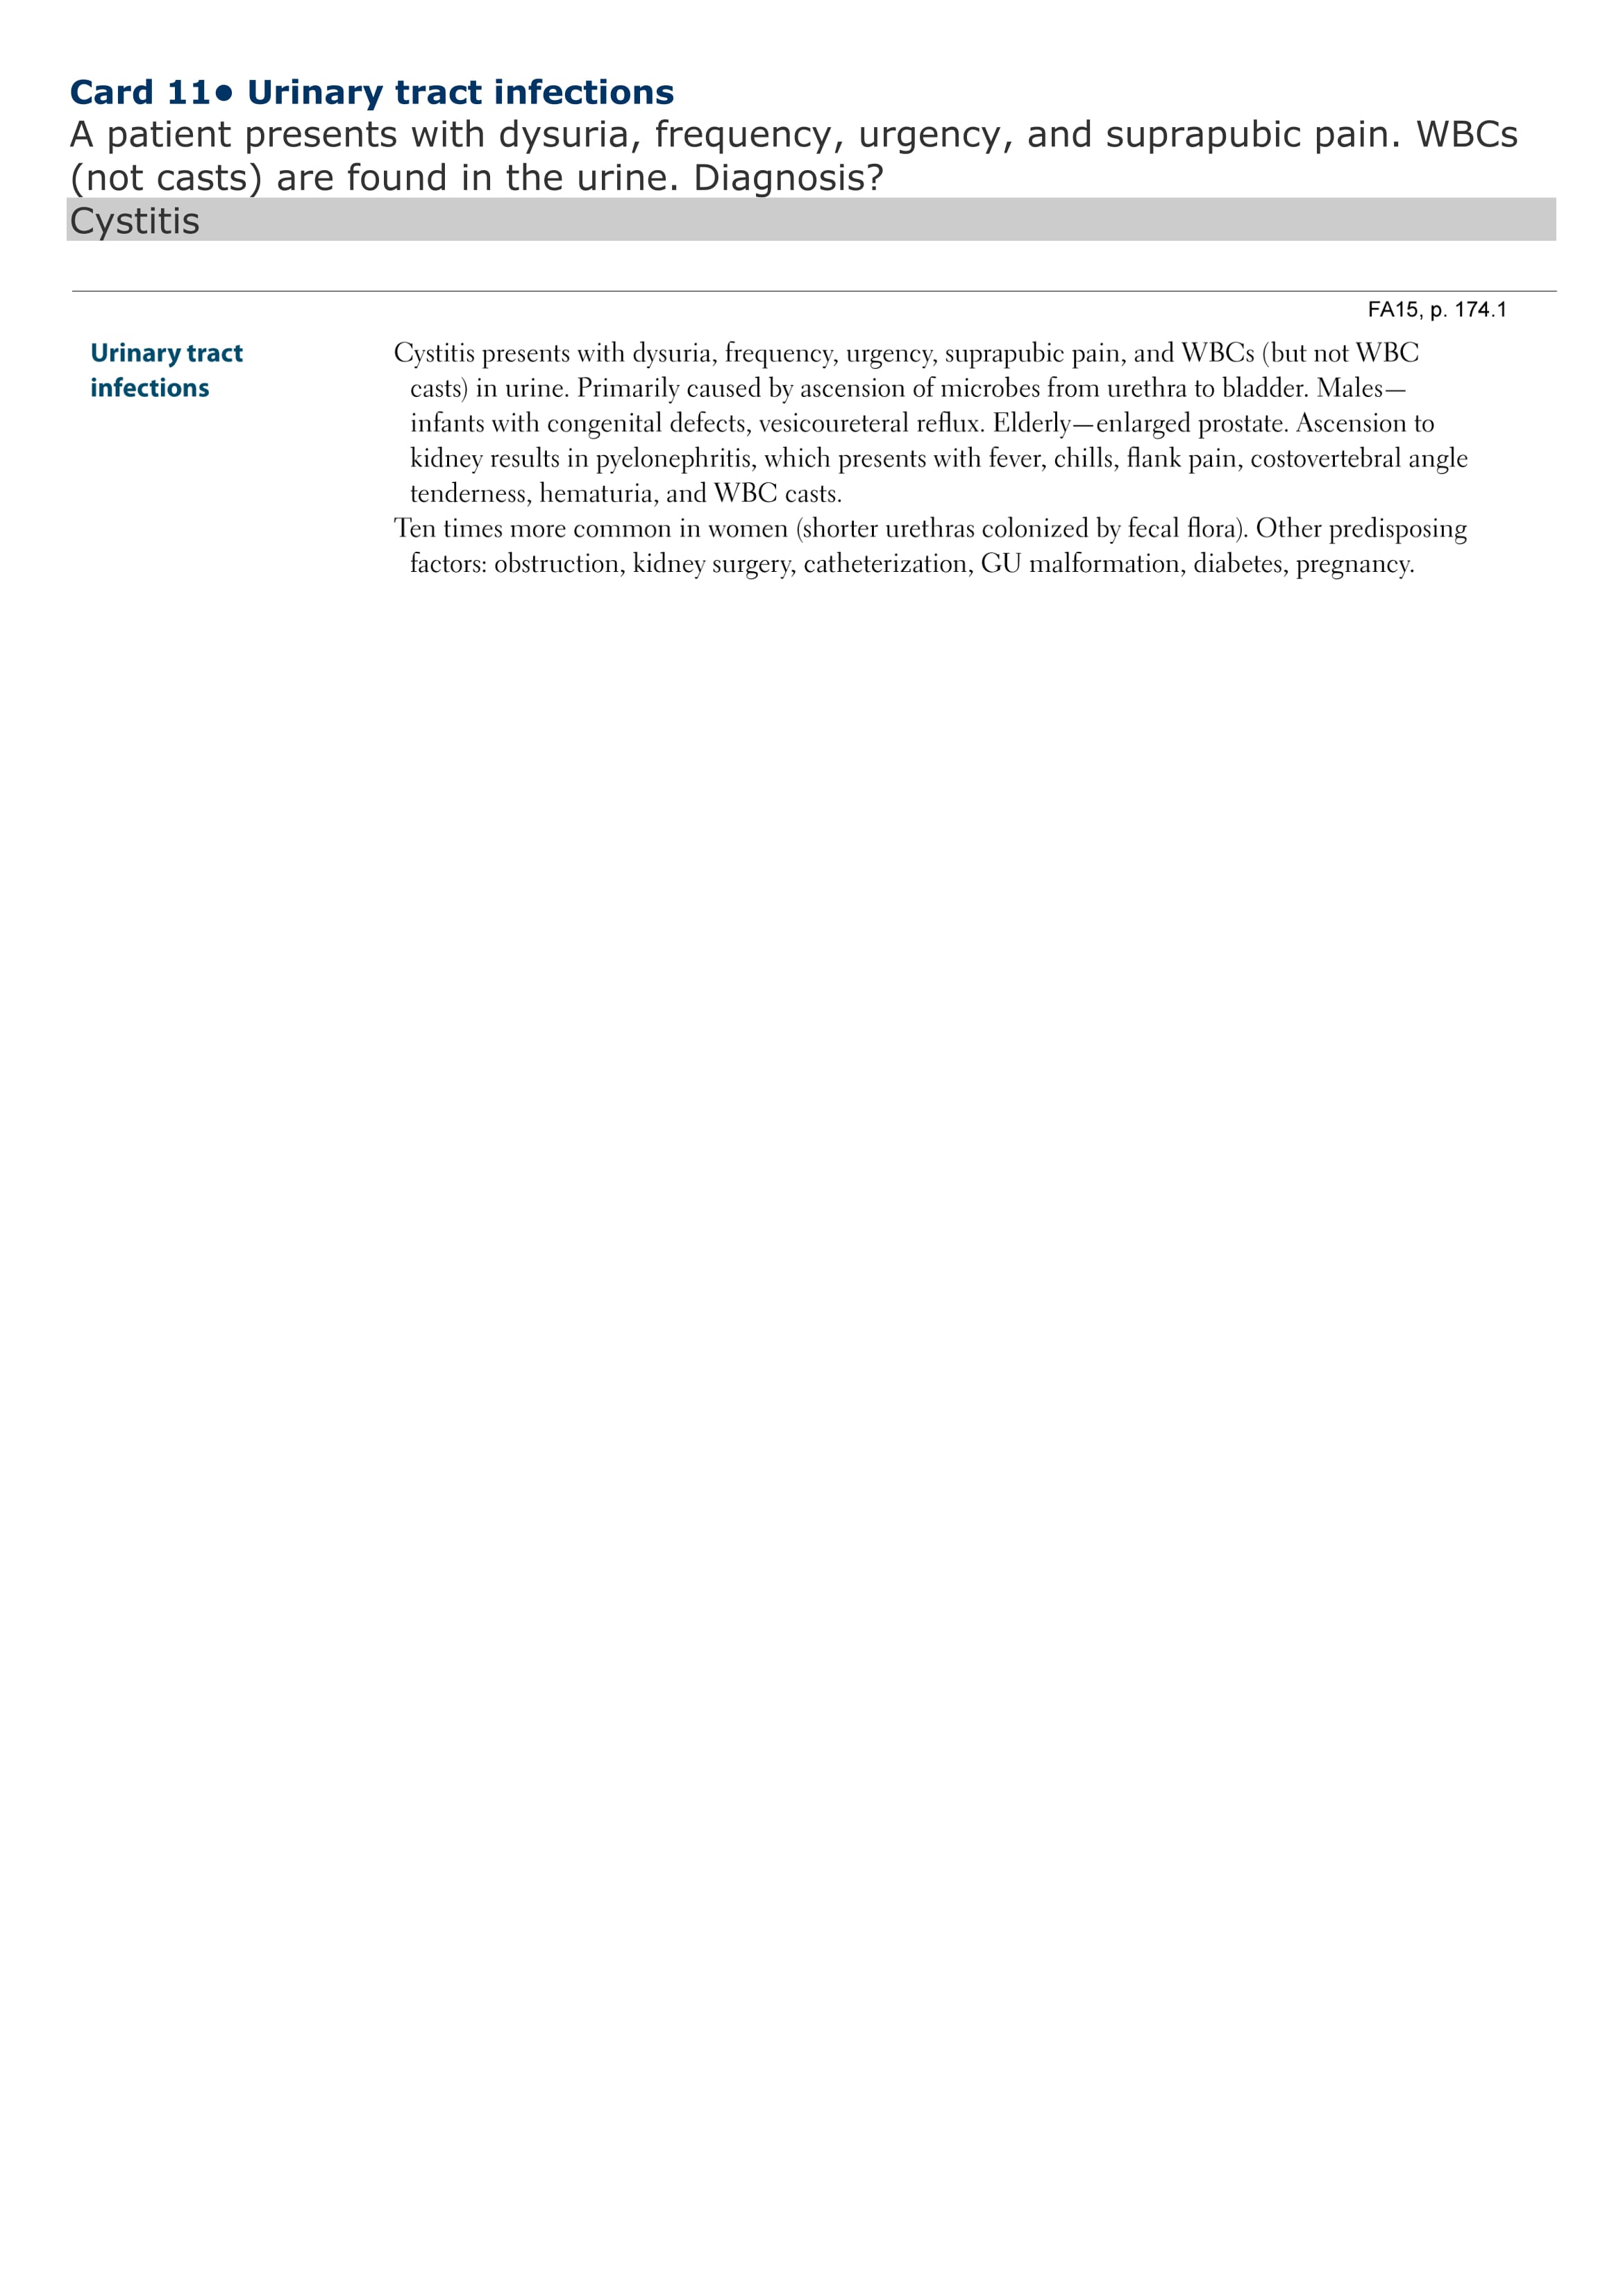 Card 11• Urinary tract infections
A patient presents with dysuria, frequency, urgency, and suprapubic pain. WBCs
(not casts) are found in the urine. Diagnosis?
Cystitis
FA15, p. 174.1
Urinary tract
infections
Cystitis presents with dysuria, frequency, urgency, suprapubic pain, and WBCs (but not WBC
casts) in urine. Primarily caused by ascension of microbes from urethra to bladder. Males—
infants with congenital defects, vesicoureteral reflux. Elderly—enlarged prostate. Ascension to
kidney results in pyelonephritis, which presents with fever, chills, flank pain, costovertebral angle
tenderness, hematuria, and WBC casts.
Ten times more common in women (shorter urethras colonized by fecal flora). Other predisposing
factors: obstruction, kidney surgery, catheterization, GU malformation, diabetes, pregnancy.